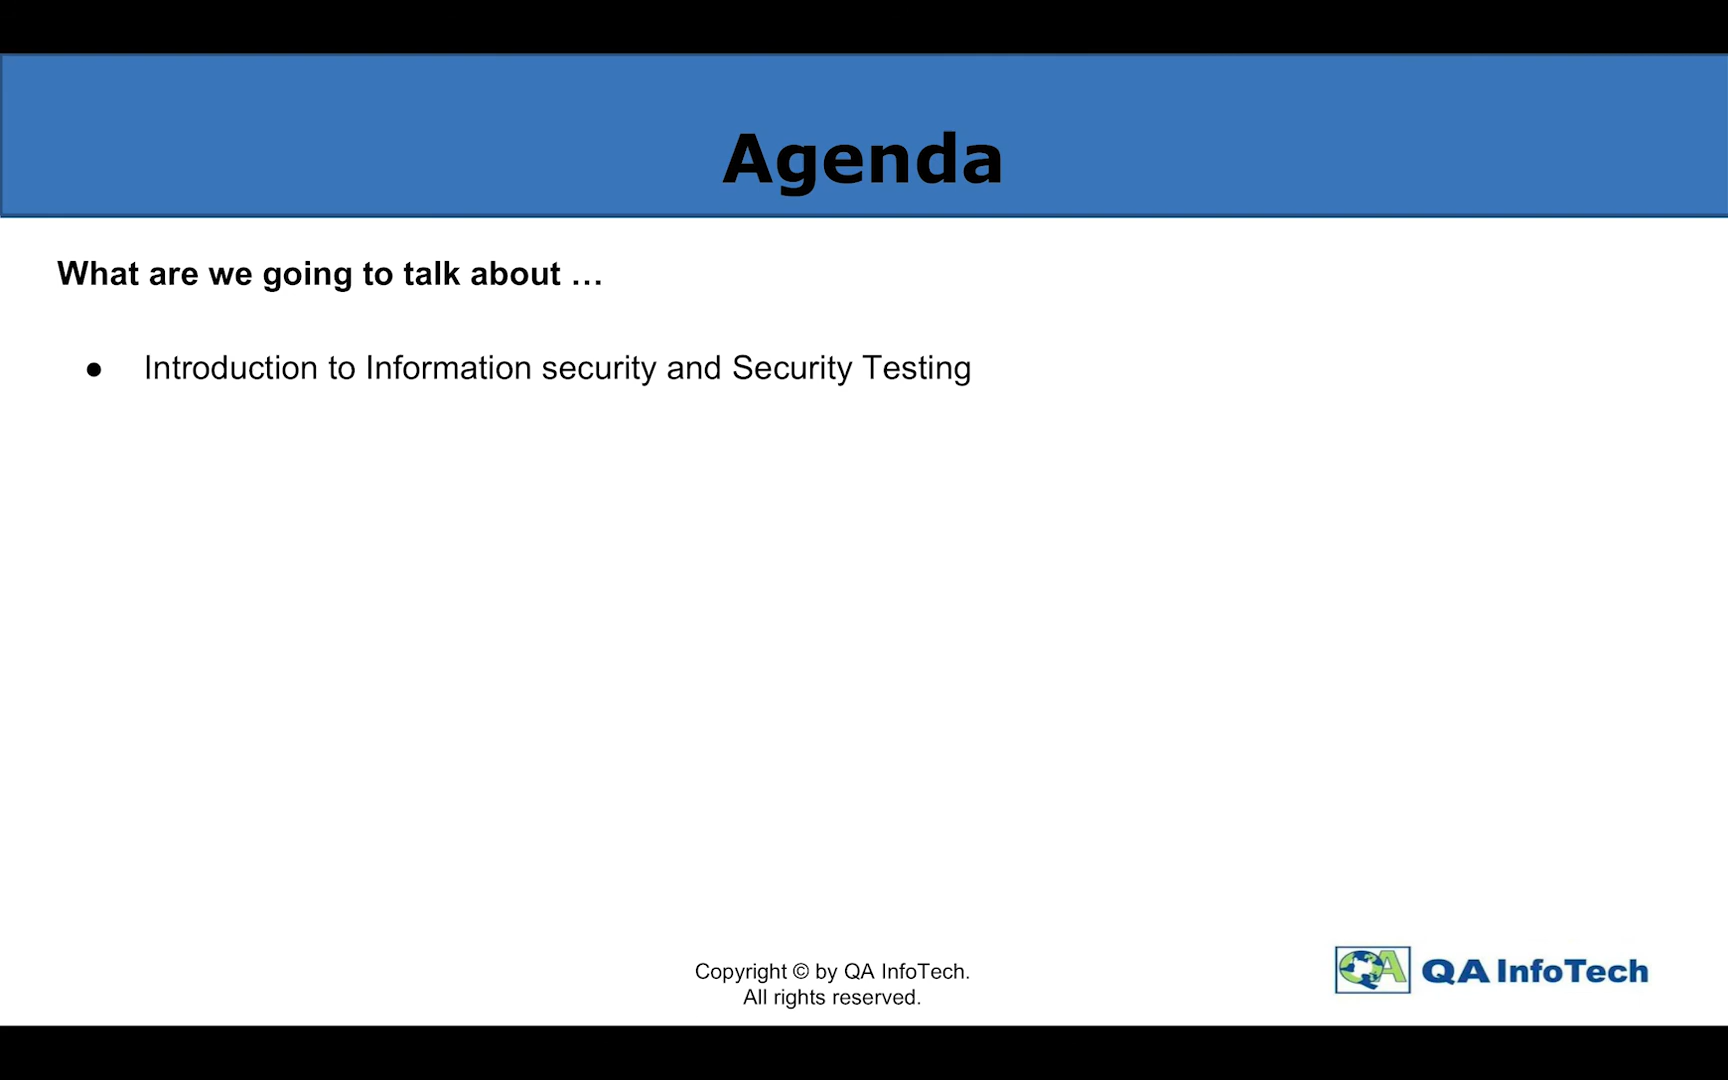 Agenda
What are we going to talk about …
● Introduction to Information security and Security Testing
Copyright © by QA InfoTech.
All rights reserved.
QA QA InfoTech